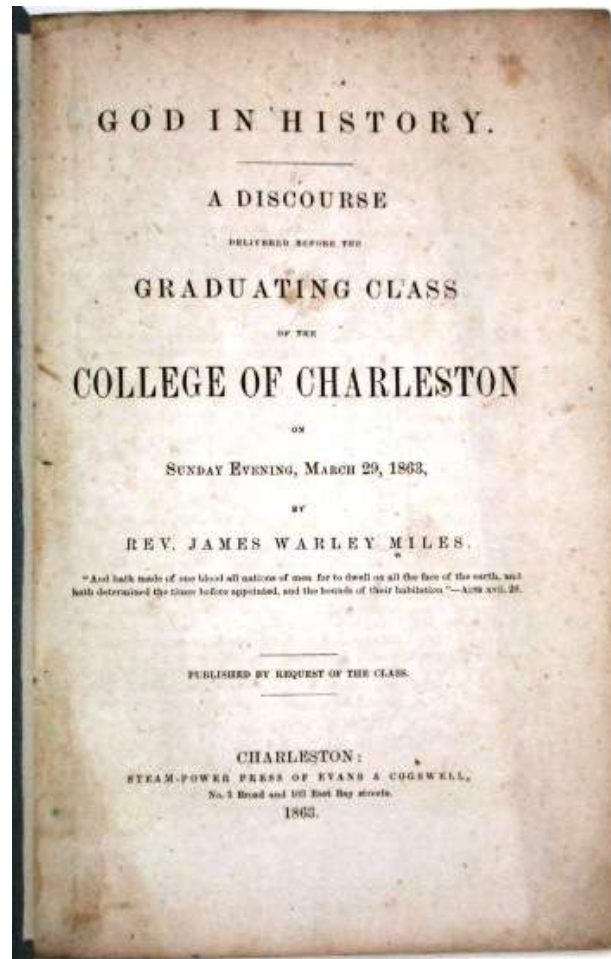 GOD IN HISTORY.
A DISCOURSE
DELIVERED BEFORE THE
GRADUATING CLASS
OF THE
COLLEGE OF CHARLESTON
ON
SUNDAY EVENING, MARCH 29, 1863,
BY
REV. JAMES WARLEY MILES.
"And hath made of one blood all nations of men for to dwell on all the face of the earth, and
hath determined the times before appointed, and the bounds of their habitation"—ACTS xvii.
PUBLISHED BY REQUEST OF THE CLASS.
CHARLESTON:
STEAM-POWER PRESS OF EVANS & COGSWELL,
Broad and 103 East Bay streets.
1863.